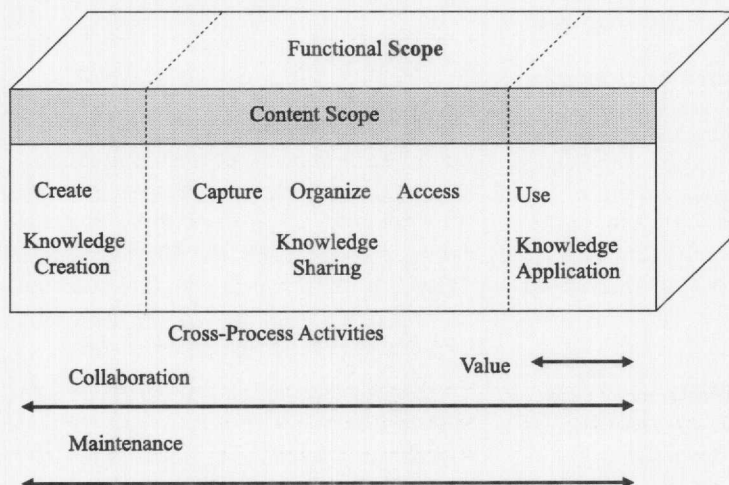 Functional Scope
Content Scope
Create Capture Organize Access Use
Knowledge Creation
Knowledge Sharing
Knowledge Application
Cross-Process Activities
Value
Collaboration
Maintenance